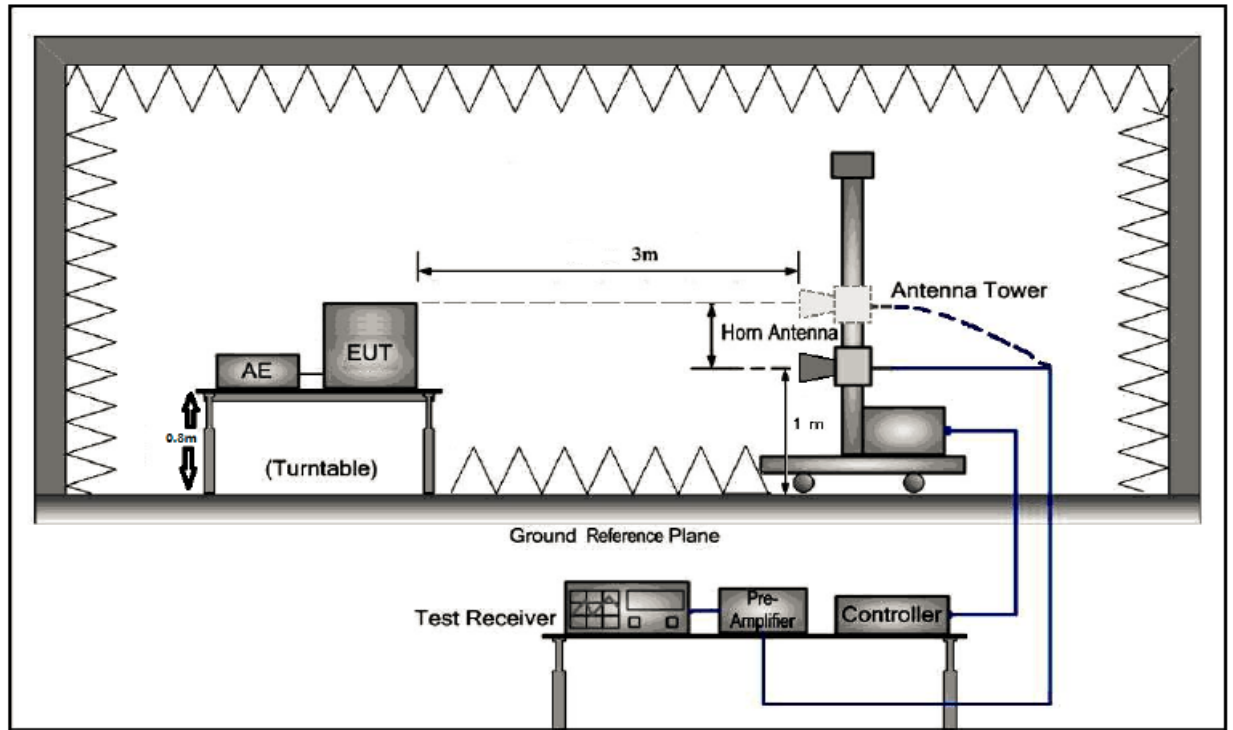 3m
Antenna Tower
Horn Antenna
EUT
AE
1 m
0.8m
(Turntable)
Ground Reference Plane
Test Receiver
Pre-
Amplifier
Controller